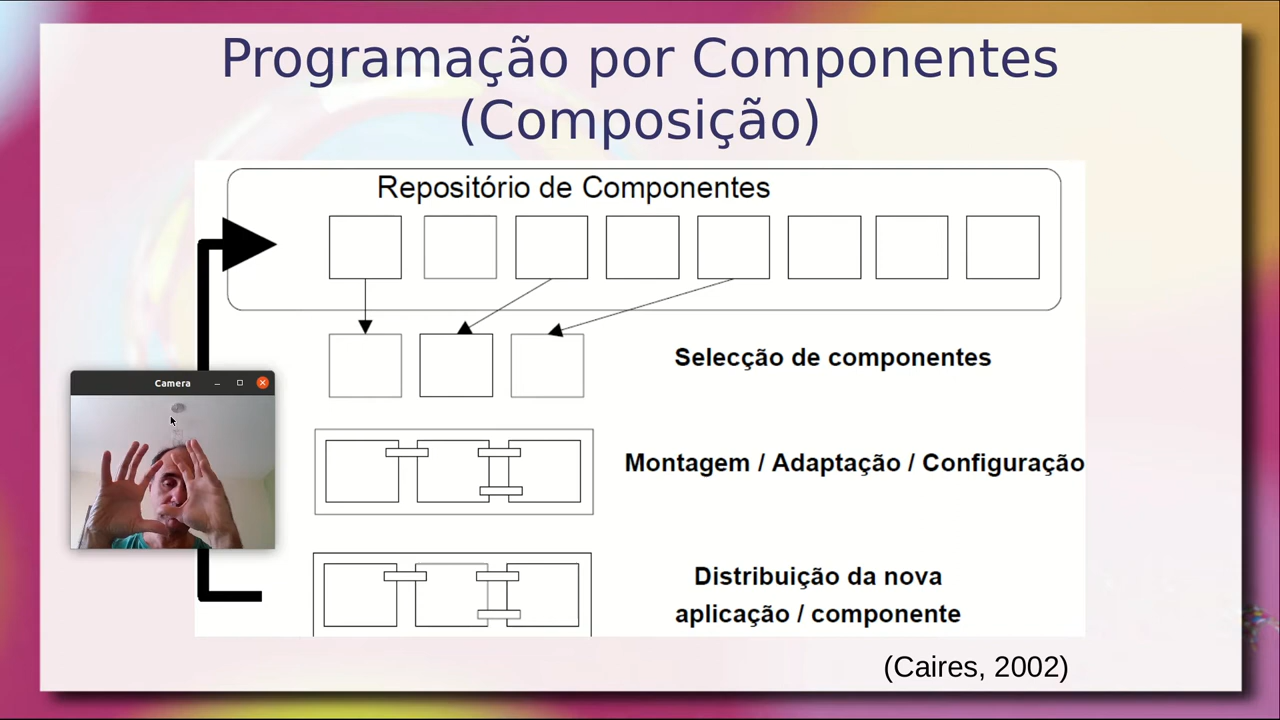 Programação por Componentes
(Composição)
Repositório de Componentes
Selecção de componentes
Camera
Montagem / Adaptação / Configuração
Distribuição da nova
aplicação / componente
(Caires, 2002)